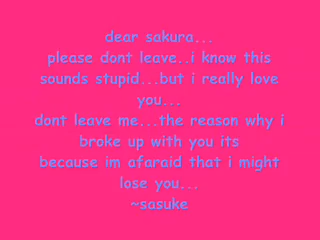 dear sakura...
please dont leave..i know this
sounds stupid...but i really love
you...
dont leave me...the reason why i
broke up with you its
because im afaraid that i might
lose you...
~sasuke